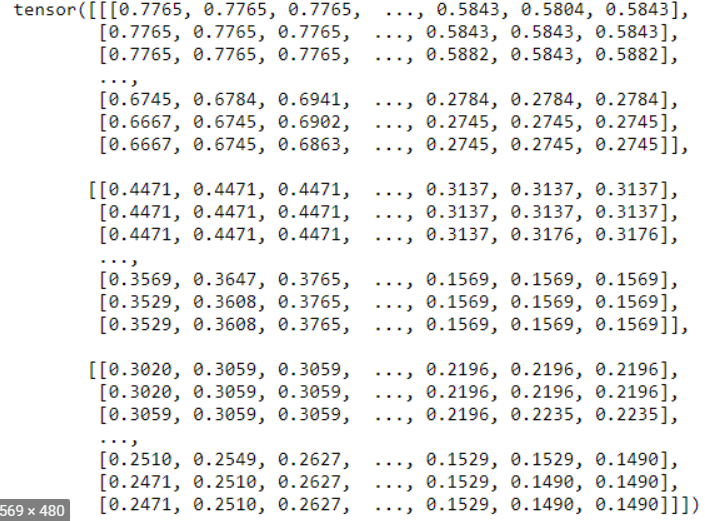 tensor([[[0.7765, 0.7765, 0.7765, ..., 0.5843, 0.5804, 0.5843],
[0.7765, 0.7765, 0.7765, ..., 0.5843, 0.5843, 0.5843],
[0.7765, 0.7765, 0.7765, ..., 0.5882, 0.5843, 0.5882],
...,
[0.6745, 0.6784, 0.6941, ..., 0.2784, 0.2784, 0.2784],
[0.6667, 0.6745, 0.6902, ..., 0.2745, 0.2745, 0.2745],
[0.6667, 0.6745, 0.6863, ..., 0.2745, 0.2745, 0.2745]],
[[0.4471, 0.4471, 0.4471, ..., 0.3137, 0.3137, 0.3137],
[0.4471, 0.4471, 0.4471, ..., 0.3137, 0.3137, 0.3137],
[0.4471, 0.4471, 0.4471, ..., 0.3137, 0.3176, 0.3176],
...,
[0.3569, 0.3647, 0.3765, ..., 0.1569, 0.1569, 0.1569],
[0.3529, 0.3608, 0.3765, ..., 0.1569, 0.1569, 0.1569],
[0.3529, 0.3608, 0.3765, ..., 0.1569, 0.1569, 0.1569]],
[[0.3020, 0.3059, 0.3059, ..., 0.2196, 0.2196, 0.2196],
[0.3020, 0.3059, 0.3059, ..., 0.2196, 0.2196, 0.2196],
[0.3059, 0.3059, 0.3059, ..., 0.2196, 0.2235, 0.2235],
...,
[0.2510, 0.2549, 0.2627, ..., 0.1529, 0.1529, 0.1490],
[0.2471, 0.2510, 0.2627, ..., 0.1529, 0.1490, 0.1490],
[0.2471, 0.2510, 0.2627, ..., 0.1529, 0.1490, 0.1490]]])
569 × 480